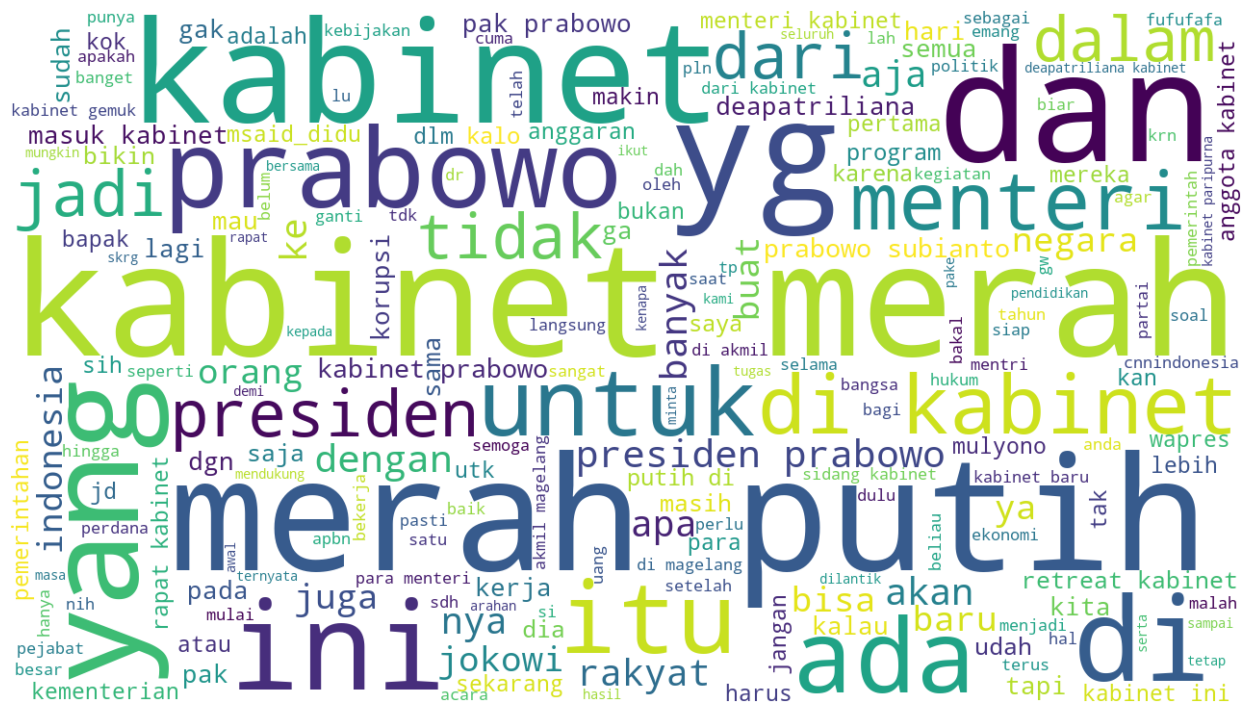 kabinet
dan
yg
prabowo
kabinet merah
merah putih
yang
ini
itu
ada
di
untuk
di kabinet
presiden
menteri
dari
dalam
jadi
tidak
punya
kok
apakah
banget
sudah
gak
adalah
kebijakan
pak prabowo
cuma
menteri kabinet
seluruh
lah
hari
semua
sebagai
emang
fufufafa
politik
deapatriliana kabinet
kabinet gemuk
lu
telah
makin
pln
dari kabinet
aja
deapatriliana
biar
masuk kabinet
msaid_didu
dlm
kalo
anggaran
ikut
pertama
program
karena
kegiatan
mereka
agar
krn
anggota kabinet
kabinet paripurna
pemerintah
mungkin
bikin
bersama
dr
dah
oleh
bukan
belum
ganti
tdk
mau
rapat
ke
ga
bapak
skrg
lagi
korupsi
kepada
banyak
buat
prabowo subianto
negara
saat
tp
kami
kenapa
langsung
saya
di akmil
pake
gw
pendidikan
tahun
siap
bakal
mentri
partai
soal
cnnindonesia
sih
seperti
orang
kabinet prabowo
sama
sangat
demi
minta
tugas
selama
bangsa
bagi
hukum
kan
indonesia
pemerintahan
hingga
jd
perdana
rapat kabinet
dgn
saja
mendukung
dengan
utk
semoga
presiden prabowo
putih di
sidang kabinet
mulyono
kabinet baru
anda
wapres
lebih
tak
bekerja
baik
apbn
pasti
satu
akmil magelang
masih
apa
perlu
para
dulu
ya
beliau
ekonomi
uang
di magelang
setelah
masa
hanya
nih
pejabat
besar
kementerian
pada
mulai
atau
pak
awal
ternyata
para menteri
juga
sdh
arahan
kerja
nya
si
dia
jokowi
sekarang
acara
hasil
rakyat
jangan
harus
dilantik
bisa
kalau
akan
baru
menjadi
udah
terus
retreat kabinet
kita
hal
tapi
malah
serta
sampai
tetap
kabinet ini